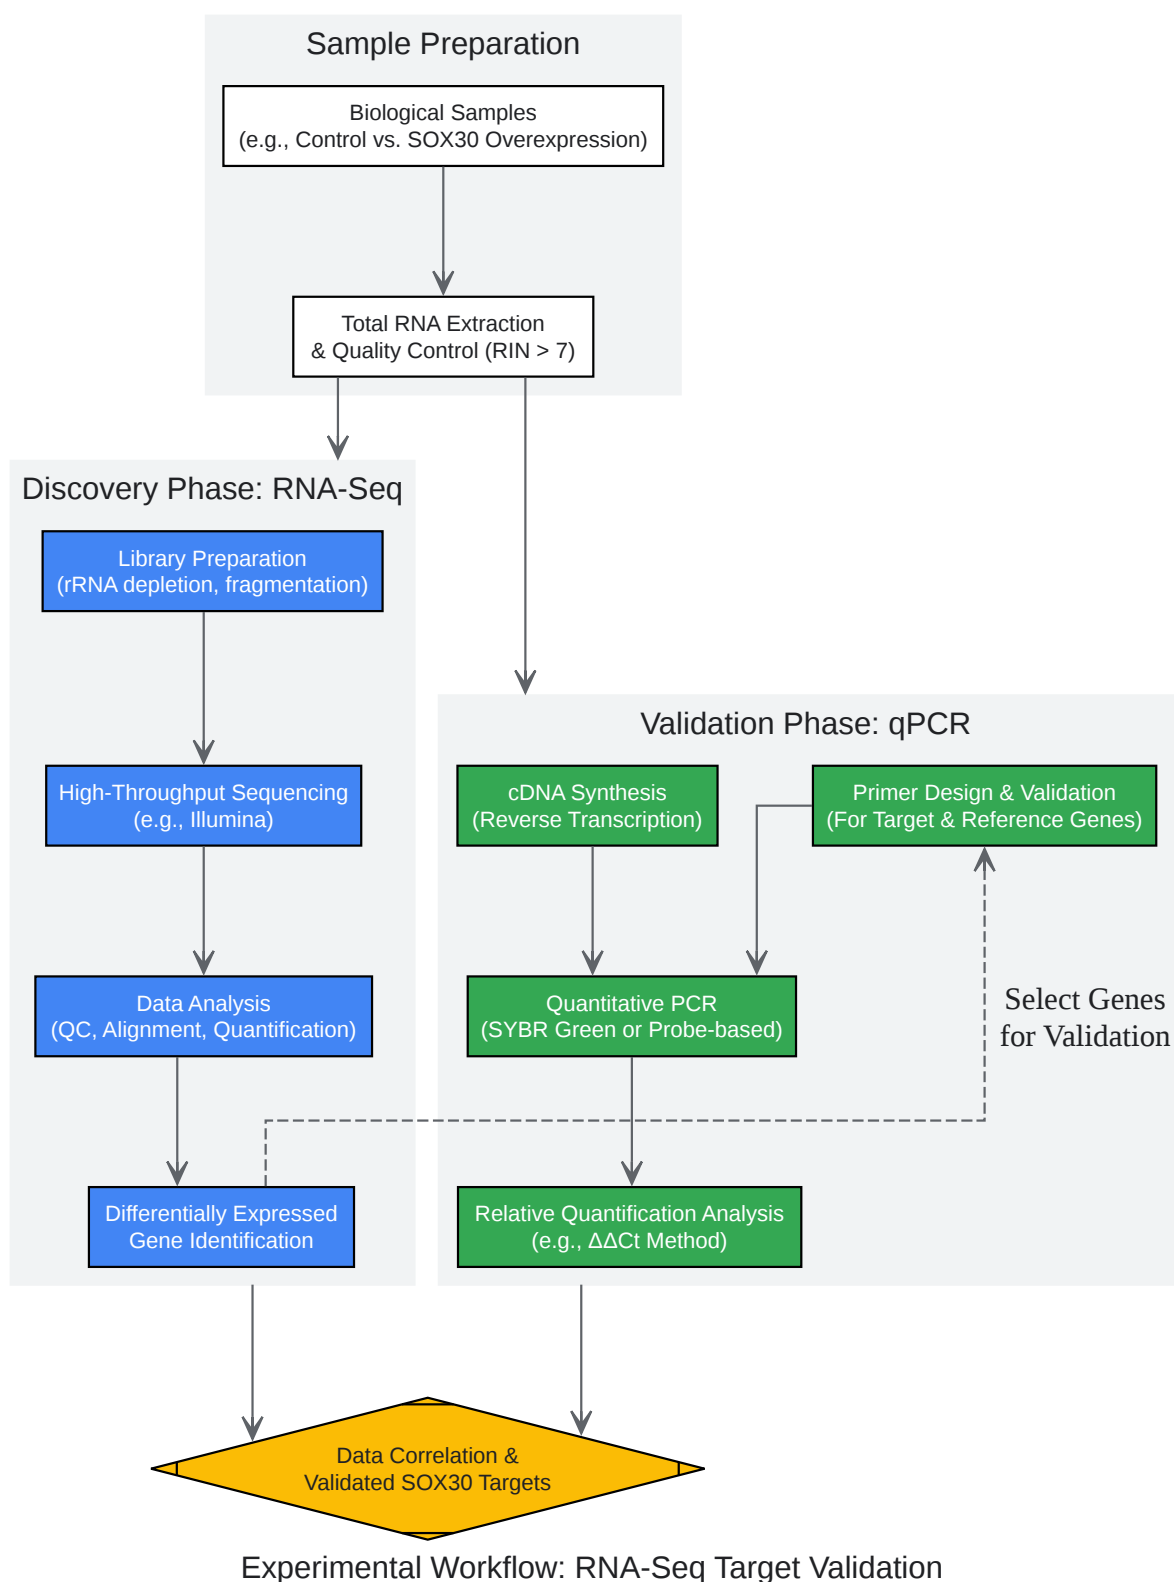 Sample Preparation
Biological Samples
(e.g., Control vs. SOX30 Overexpression)
Total RNA Extraction
& Quality Control (RIN > 7)
Discovery Phase: RNA-Seq
Library Preparation
(rRNA depletion, fragmentation)
High-Throughput Sequencing
(e.g., Illumina)
Data Analysis
(QC, Alignment, Quantification)
Differentially Expressed
Gene Identification
Validation Phase: qPCR
cDNA Synthesis
(Reverse Transcription)
Primer Design & Validation
(For Target & Reference Genes)
Quantitative PCR
(SYBR Green or Probe-based)
Select Genes
for Validation
Relative Quantification Analysis
(e.g., ΔΔCt Method)
Data Correlation &
Validated SOX30 Targets
Experimental Workflow: RNA-Seq Target Validation